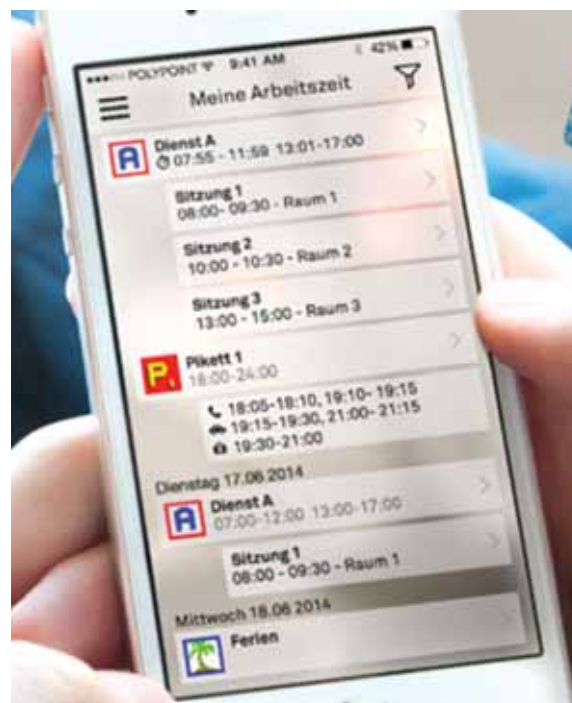 POLYPOINT 9:41 AM 42%
Meine Arbeitszeit
A Dienst A
07:55 - 11:59 13:01-17:00
Sitzung 1
08:00- 09:30 - Raum 1
Sitzung 2
10:00 - 10:30 - Raum 2
Sitzung 3
13:00 - 15:00 - Raum 3
P1 Pikett 1
18:00-24:00
18:05-18:10, 19:10- 19:15
19:15-19:30, 21:00- 21:15
19:30-21:00
Dienstag 17.06 2014
A Dienst A
07:00-12:00 13:00-17:00
Sitzung 1
08:00 - 09:30 - Raum 1
Mittwoch 18.06 2014
Ferien